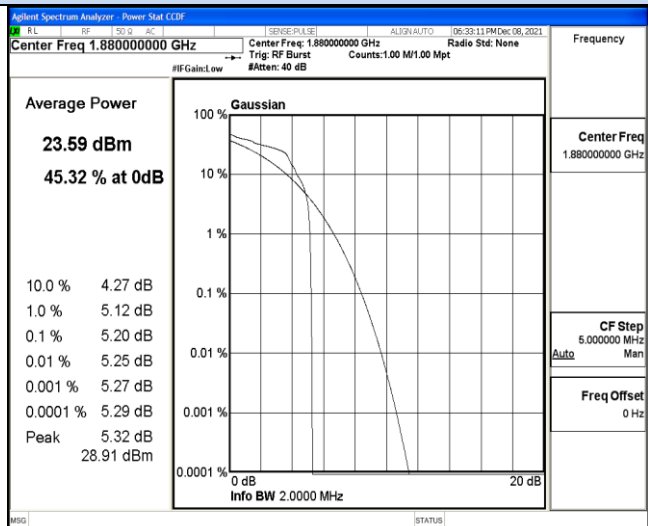 Agilent Spectrum Analyzer - Power Stat CCDF
RL RF 50 Ω AC SENSE:PULSE ALIGN AUTO 06:33:11 PM Dec 08, 2021
Center Freq 1.880000000 GHz
Center Freq: 1.880000000 GHz Radio Std: None
Trig: RF Burst Counts:1.00 M/1.00 Mpt
#IFGain:Low #Atten: 40 dB
Frequency
Average Power
23.59 dBm
45.32 % at 0dB
10.0 % 4.27 dB
1.0 % 5.12 dB
0.1 % 5.20 dB
0.01 % 5.25 dB
0.001 % 5.27 dB
0.0001 % 5.29 dB
Peak 5.32 dB
28.91 dBm
Gaussian
100 %
10 %
1 %
0.1 %
0.01 %
0.001 %
0.0001 %
0 dB 20 dB
Info BW 2.0000 MHz
Center Freq
1.880000000 GHz
CF Step
5.000000 MHz
Auto Man
Freq Offset
0 Hz
MSG STATUS